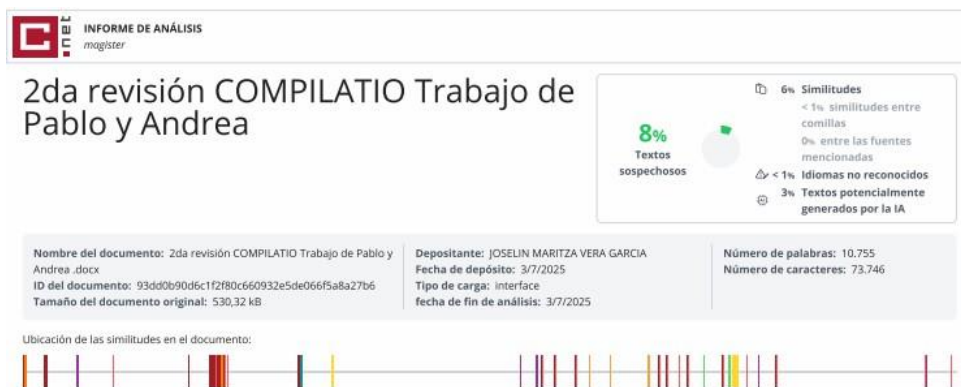 C.net
INFORME DE ANÁLISIS
magister
2da revisión COMPILATIO Trabajo de
Pablo y Andrea
8%
Textos
sospechosos
6% Similitudes
< 1% similitudes entre
comillas
0% entre las fuentes
mencionadas
< 1% Idiomas no reconocidos
3% Textos potencialmente
generados por la IA
Nombre del documento: 2da revisión COMPILATIO Trabajo de Pablo y
Andrea .docx
ID del documento: 93dd0b90d6c1f2f80c660932e5de066f5a8a27b6
Tamaño del documento original: 530,32 kB
Depositante: JOSELIN MARITZA VERA GARCIA
Fecha de depósito: 3/7/2025
Tipo de carga: interface
fecha de fin de análisis: 3/7/2025
Número de palabras: 10.755
Número de caracteres: 73.746
Ubicación de las similitudes en el documento: